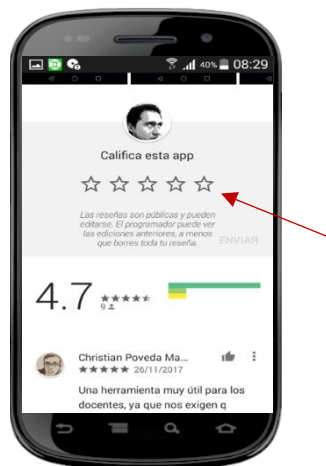 40% 08:29
Califica esta app
Las reseñas son públicas y pueden
editarse. El programador puede ver
las ediciones anteriores, a menos
que borres toda tu reseña.
ENVIAR
4.7
9
Christian Poveda Ma...
26/11/2017
Una herramienta muy útil para los
docentes, ya que nos exigen q